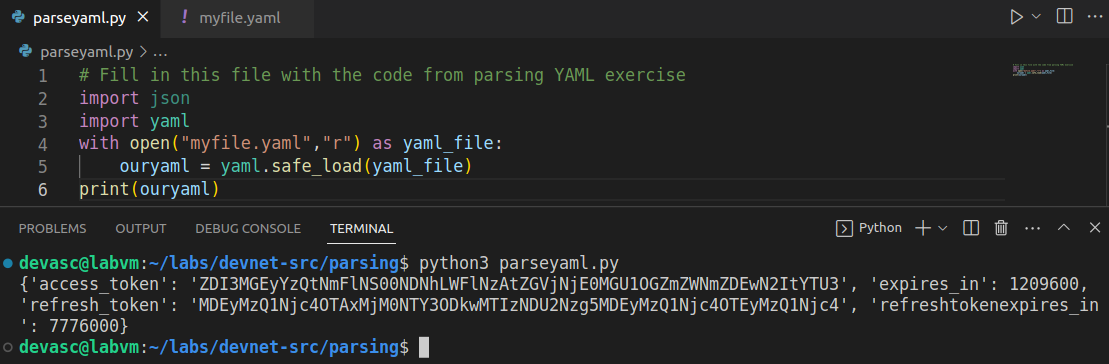 parseyaml.py
myfile.yaml
parseyaml.py > ...
1 # Fill in this file with the code from parsing YAML exercise
2 import json
3 import yaml
4 with open("myfile.yaml","r") as yaml_file:
5     ouryaml = yaml.safe_load(yaml_file)
6 print(ouryaml)
PROBLEMS OUTPUT DEBUG CONSOLE TERMINAL Python
devasc@labvm:~/labs/devnet-src/parsing$ python3 parseyaml.py
{'access_token': 'ZDI3MGEyYzQtNmFlNS00NDNhLWFlNzAtZGVjNjE0MGU1OGZmZWNmZDEwN2ItYTU3', 'expires_in': 1209600,
'refresh_token': 'MDEyMzQ1Njc4OTAxMjM0NTY3ODkwMTIzNDU2Nzg5MDEyMzQ1Njc4OTEyMzQ1Njc4', 'refreshtokenexpires_in
': 7776000}
devasc@labvm:~/labs/devnet-src/parsing$